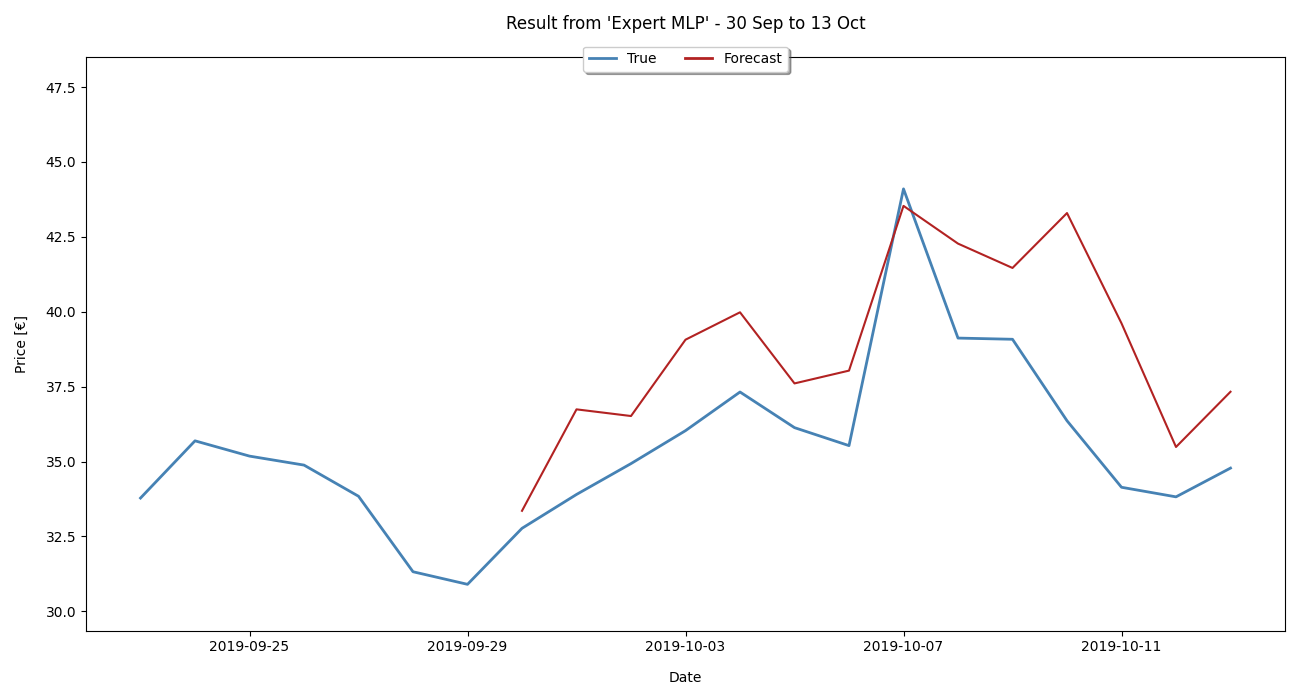 Result from 'Expert MLP' - 30 Sep to 13 Oct
True Forecast
47.5
45.0
42.5
40.0
37.5
35.0
32.5
30.0
Price [€]
2019-09-25 2019-09-29 2019-10-03 2019-10-07 2019-10-11
Date